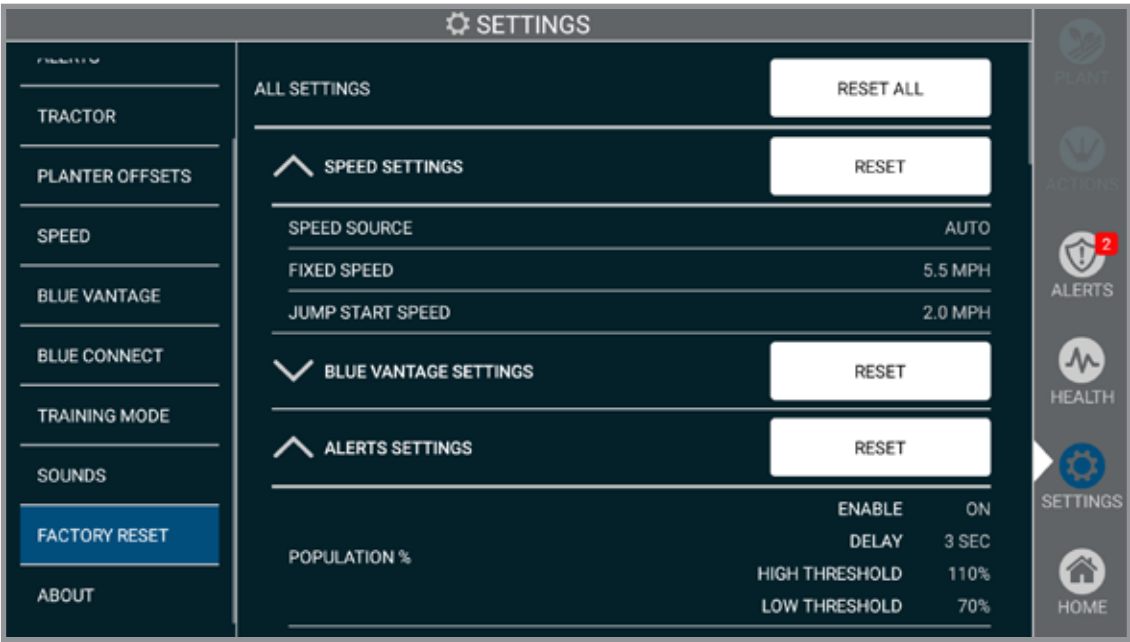 SETTINGS
ALERTS
TRACTOR
PLANTER OFFSETS
SPEED
BLUE VANTAGE
BLUE CONNECT
TRAINING MODE
SOUNDS
FACTORY RESET
ABOUT
ALL SETTINGS RESET ALL
SPEED SETTINGS RESET
SPEED SOURCE AUTO
FIXED SPEED 5.5 MPH
JUMP START SPEED 2.0 MPH
BLUE VANTAGE SETTINGS RESET
ALERTS SETTINGS RESET
POPULATION %
ENABLE ON
DELAY 3 SEC
HIGH THRESHOLD 110%
LOW THRESHOLD 70%
PLANT
ACTIONS
2
ALERTS
HEALTH
SETTINGS
HOME